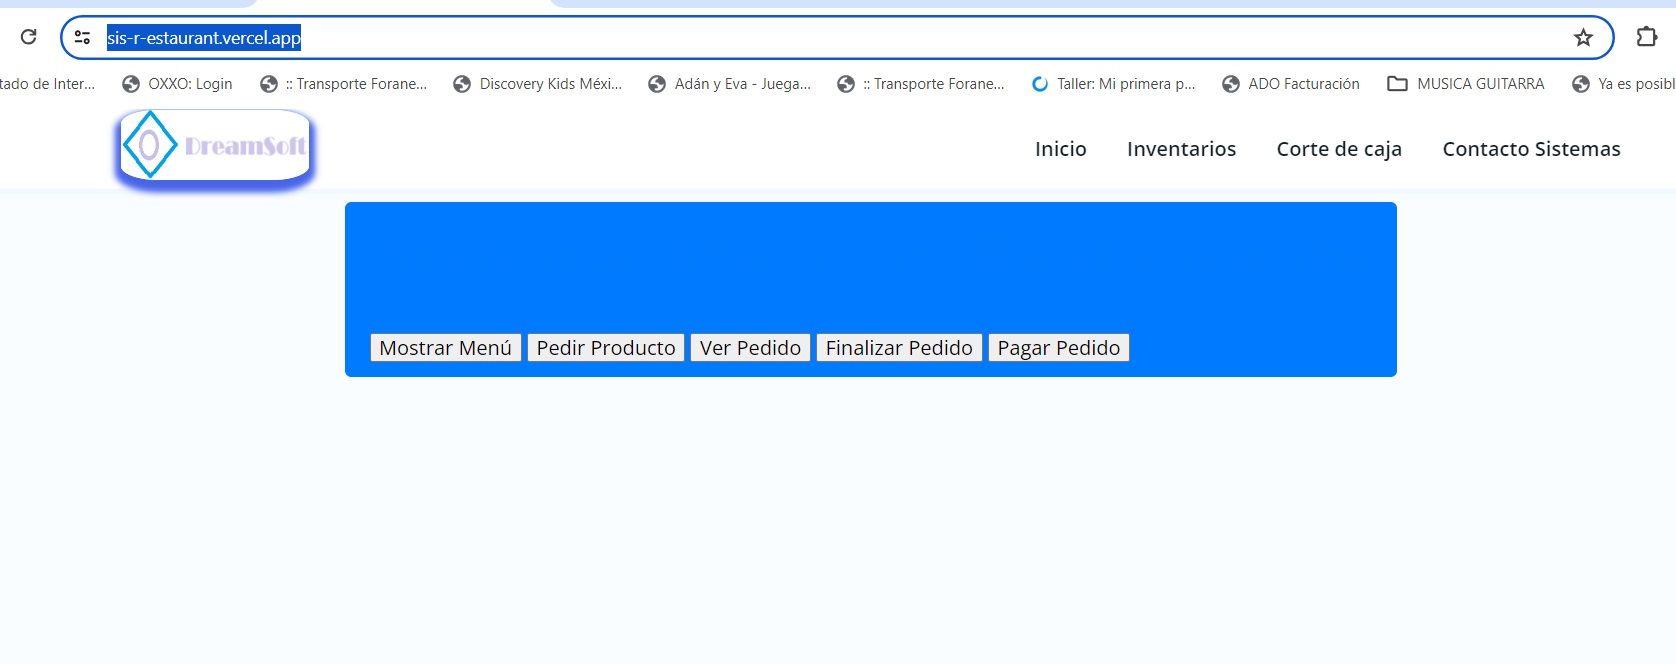 sis-r-estaurant.vercel.app
tado de Inter... OXXO: Login :: Transporte Forane... Discovery Kids Méxi... Adán y Eva - Juega... :: Transporte Forane... Taller: Mi primera p... ADO Facturación MUSICA GUITARRA Ya es posibl
DreamSoft Inicio Inventarios Corte de caja Contacto Sistemas
Mostrar Menú Pedir Producto Ver Pedido Finalizar Pedido Pagar Pedido